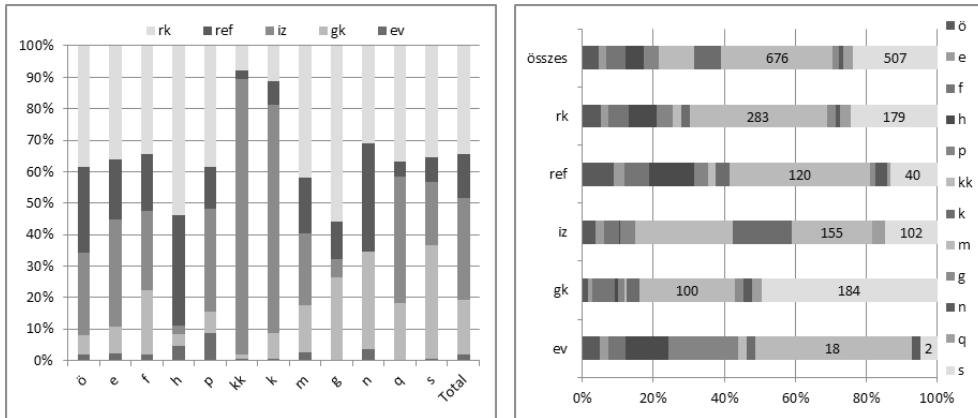 rk ref iz gk ev
100%
90%
80%
70%
60%
50%
40%
30%
20%
10%
0%
ö e f h p kk k m g n q s Total
összes 676 507
rk 283 179
ref 120 40
iz 155 102
gk 100 184
ev 18 2
0% 20% 40% 60% 80% 100%
ö
e
f
h
p
kk
k
m
g
n
q
s